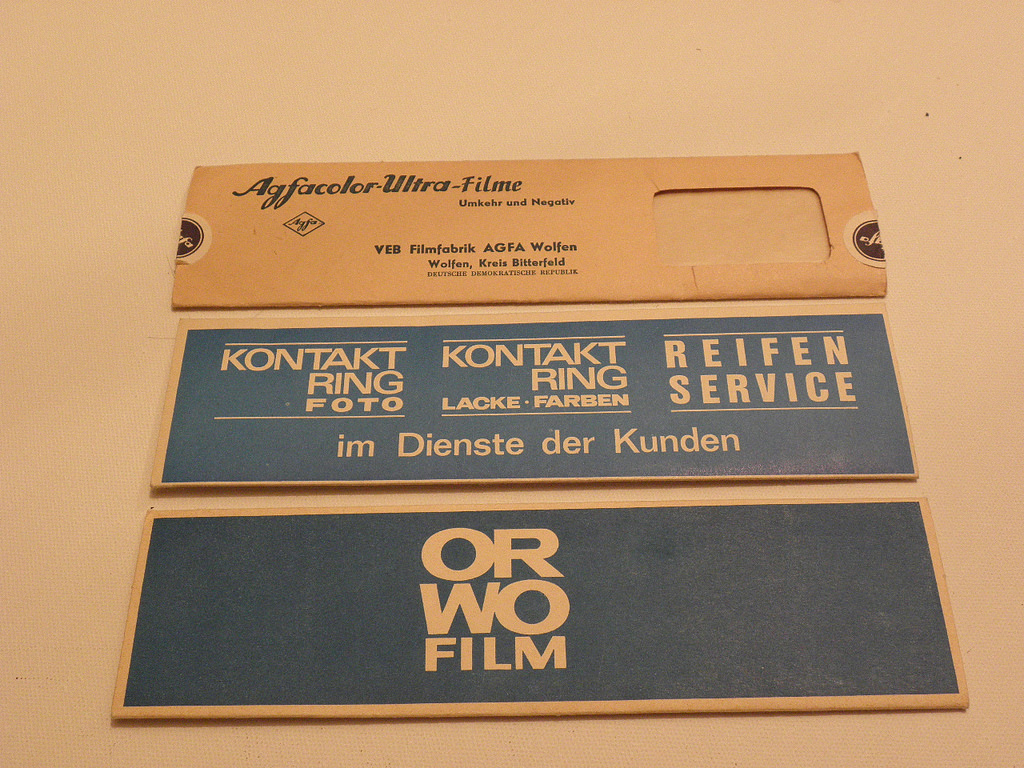 Agfacolor-Ultra-Filme
Umkehr und Negativ
Agfa
VEB Filmfabrik AGFA Wolfen
Wolfen, Kreis Bitterfeld
DEUTSCHE DEMOKRATISCHE REPUBLIK
KONTAKT
RING
FOTO
KONTAKT
RING
LACKE · FARBEN
REIFEN
SERVICE
im Dienste der Kunden
OR
WO
FILM